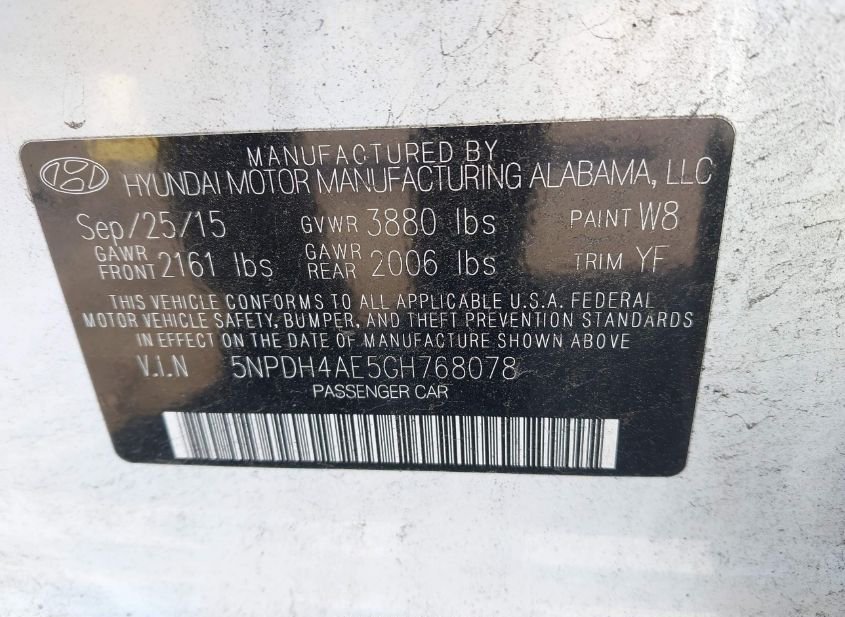 MANUFACTURED BY
HYUNDAI MOTOR MANUFACTURING ALABAMA, LLC
Sep/25/15 GVWR 3880 lbs PAINT W8
GAWR FRONT 2161 lbs GAWR REAR 2006 lbs TRIM YF
THIS VEHICLE CONFORMS TO ALL APPLICABLE U.S.A. FEDERAL
MOTOR VEHICLE SAFETY, BUMPER, AND THEFT PREVENTION STANDARDS
IN EFFECT ON THE DATE OF MANUFACTURE SHOWN ABOVE
V.I.N 5NPDH4AE5GH768078
PASSENGER CAR